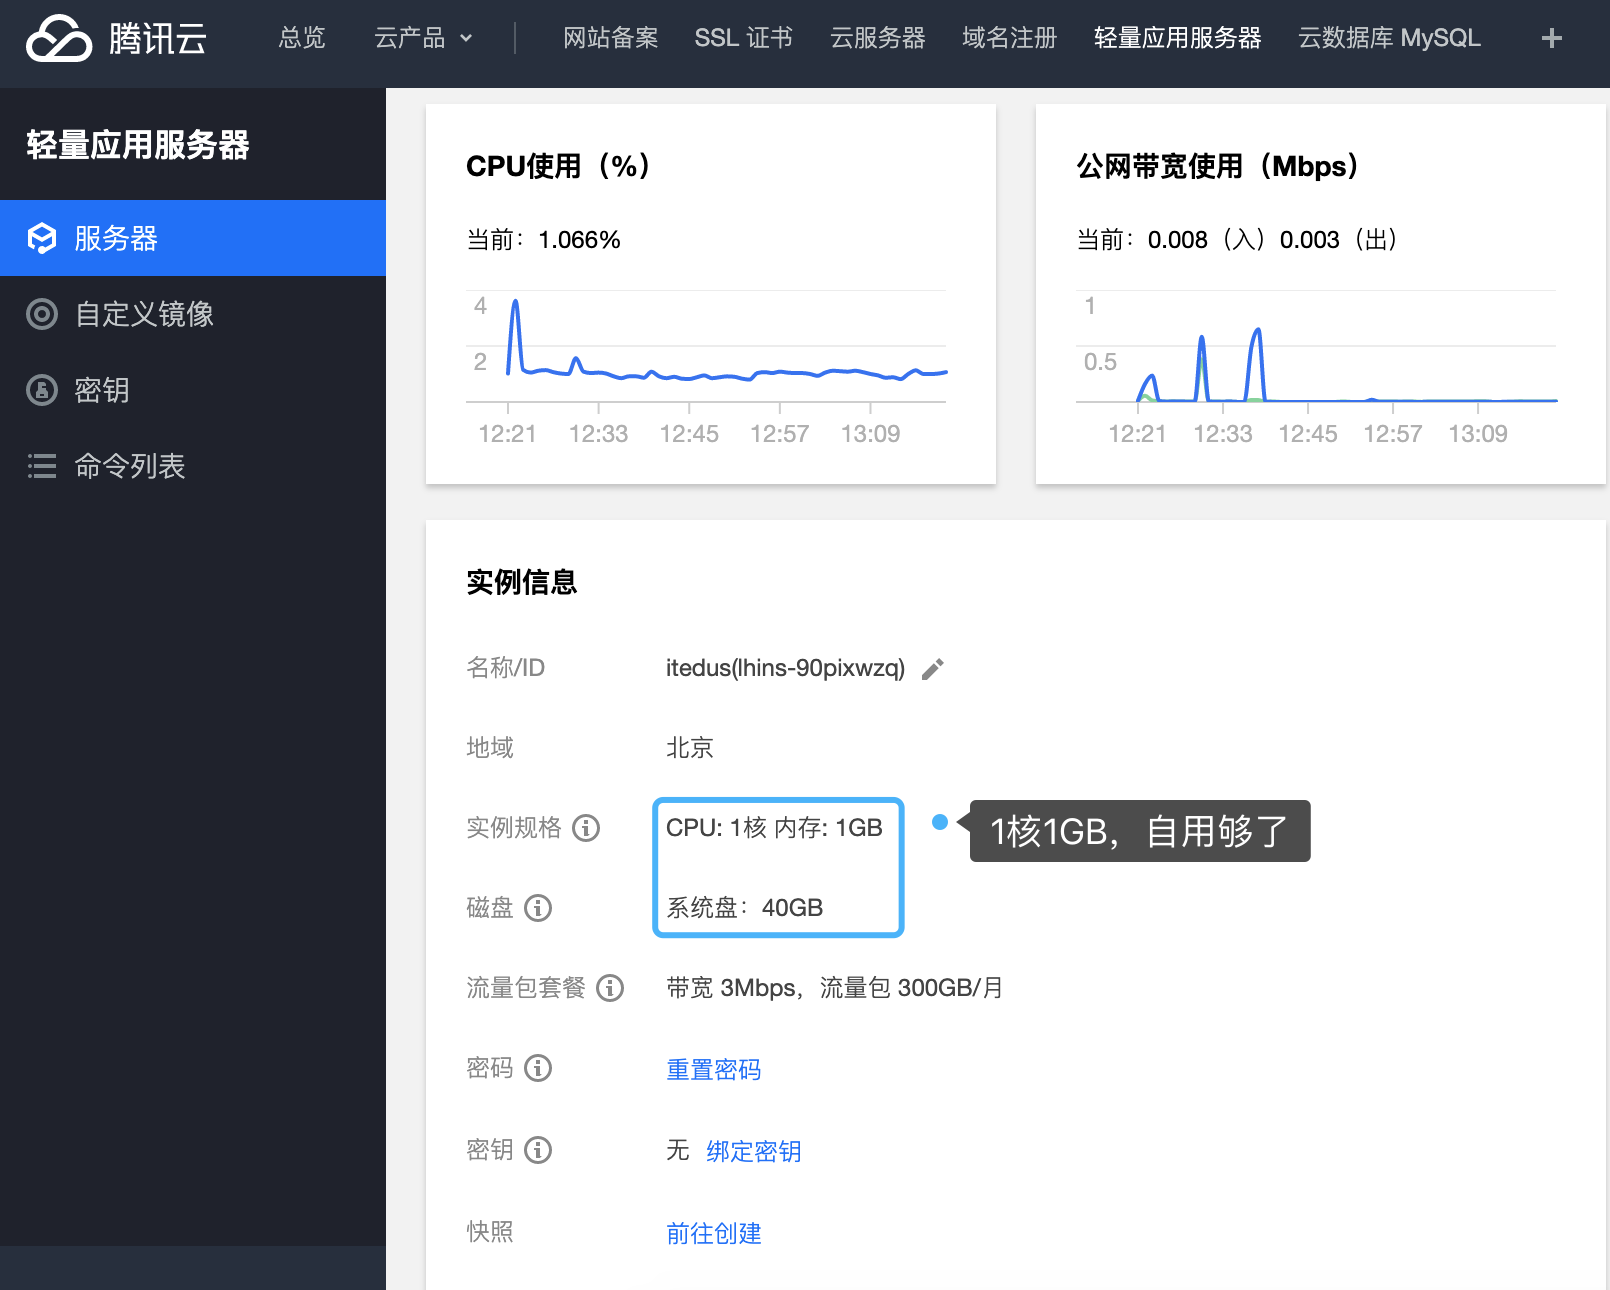 腾讯云 总览 云产品 网站备案 SSL 证书 云服务器 域名注册 轻量应用服务器 云数据库 MySQL +
轻量应用服务器
服务器
自定义镜像
密钥
命令列表
CPU使用（%）
当前：1.066%
4
2
12:21 12:33 12:45 12:57 13:09
公网带宽使用（Mbps）
当前：0.008（入）0.003（出）
1
0.5
12:21 12:33 12:45 12:57 13:09
实例信息
名称/ID itedus(lhins-90pixwzq)
地域 北京
实例规格 CPU: 1核 内存: 1GB
1核1GB，自用够了
磁盘 系统盘：40GB
流量包套餐 带宽 3Mbps，流量包 300GB/月
密码 重置密码
密钥 无 绑定密钥
快照 前往创建